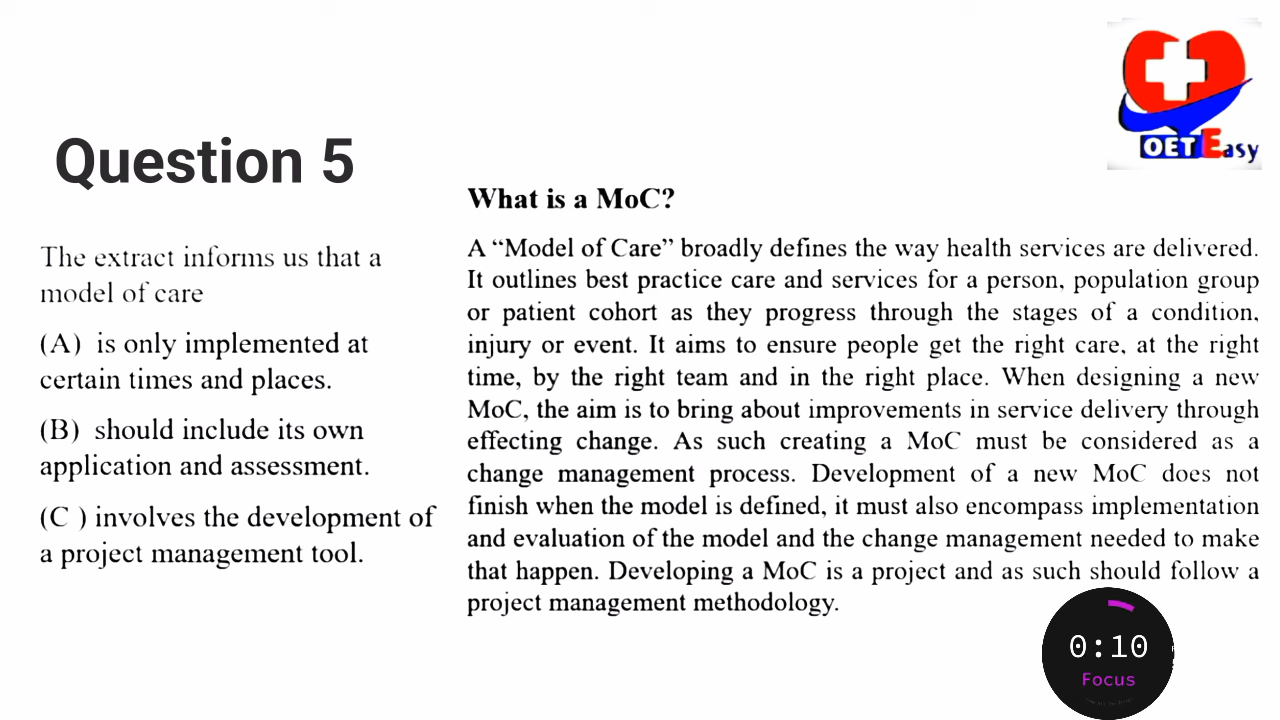 OET Easy
Question 5
The extract informs us that a
model of care
(A) is only implemented at
certain times and places.
(B) should include its own
application and assessment.
(C ) involves the development of
a project management tool.
What is a MoC?
A “Model of Care” broadly defines the way health services are delivered.
It outlines best practice care and services for a person, population group
or patient cohort as they progress through the stages of a condition,
injury or event. It aims to ensure people get the right care, at the right
time, by the right team and in the right place. When designing a new
MoC, the aim is to bring about improvements in service delivery through
effecting change. As such creating a MoC must be considered as a
change management process. Development of a new MoC does not
finish when the model is defined, it must also encompass implementation
and evaluation of the model and the change management needed to make
that happen. Developing a MoC is a project and as such should follow a
project management methodology.
0:10
Focus